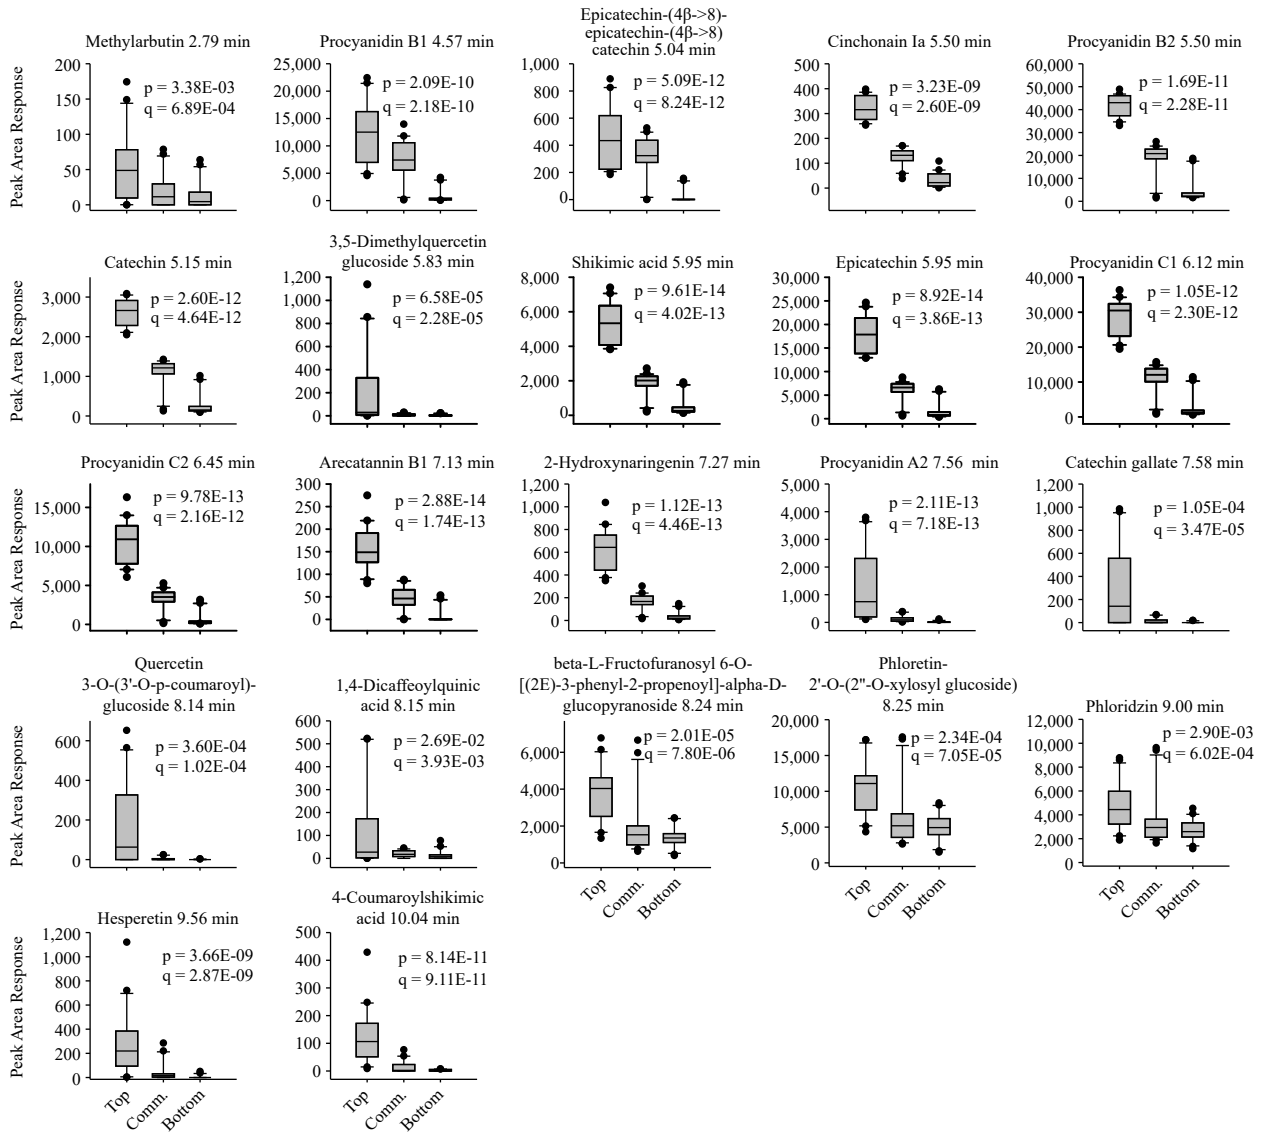 Methylarbutin 2.79 min
Peak Area Response
200
150
100
50
0
p = 3.38E-03
q = 6.89E-04
Procyanidin B1 4.57 min
25,000
20,000
15,000
10,000
5,000
0
p = 2.09E-10
q = 2.18E-10
Epicatechin-(4β->8)-
epicatechin-(4β->8)
catechin 5.04 min
1,000
800
600
400
200
0
p = 5.09E-12
q = 8.24E-12
Cinchonain Ia 5.50 min
500
400
300
200
100
0
p = 3.23E-09
q = 2.60E-09
Procyanidin B2 5.50 min
60,000
50,000
40,000
30,000
20,000
10,000
0
p = 1.69E-11
q = 2.28E-11
Catechin 5.15 min
Peak Area Response
3,000
2,000
1,000
0
p = 2.60E-12
q = 4.64E-12
3,5-Dimethylquercetin
glucoside 5.83 min
1,200
1,000
800
600
400
200
0
p = 6.58E-05
q = 2.28E-05
Shikimic acid 5.95 min
8,000
6,000
4,000
2,000
0
p = 9.61E-14
q = 4.02E-13
Epicatechin 5.95 min
30,000
25,000
20,000
15,000
10,000
5,000
0
p = 8.92E-14
q = 3.86E-13
Procyanidin C1 6.12 min
40,000
30,000
20,000
10,000
0
p = 1.05E-12
q = 2.30E-12
Procyanidin C2 6.45 min
Peak Area Response
15,000
10,000
5,000
0
p = 9.78E-13
q = 2.16E-12
Arecatannin B1 7.13 min
300
250
200
150
100
50
0
p = 2.88E-14
q = 1.74E-13
2-Hydroxynaringenin 7.27 min
1,200
1,000
800
600
400
200
0
p = 1.12E-13
q = 4.46E-13
Procyanidin A2 7.56 min
5,000
4,000
3,000
2,000
1,000
0
p = 2.11E-13
q = 7.18E-13
Catechin gallate 7.58 min
1,200
1,000
800
600
400
200
0
p = 1.05E-04
q = 3.47E-05
Quercetin
3-O-(3'-O-p-coumaroyl)-
glucoside 8.14 min
Peak Area Response
600
400
200
0
p = 3.60E-04
q = 1.02E-04
1,4-Dicaffeoylquinic
acid 8.15 min
600
500
400
300
200
100
0
p = 2.69E-02
q = 3.93E-03
beta-L-Fructofuranosyl 6-O-
[(2E)-3-phenyl-2-propenoyl]-alpha-D-
glucopyranoside 8.24 min
6,000
4,000
2,000
0
p = 2.01E-05
q = 7.80E-06
Top
Comm.
Bottom
Phloretin-
2'-O-(2"-O-xylosyl glucoside)
8.25 min
20,000
15,000
10,000
5,000
0
p = 2.34E-04
q = 7.05E-05
Top
Comm.
Bottom
Phloridzin 9.00 min
12,000
10,000
8,000
6,000
4,000
2,000
0
p = 2.90E-03
q = 6.02E-04
Top
Comm.
Bottom
Hesperetin 9.56 min
Peak Area Response
1,200
1,000
800
600
400
200
0
p = 3.66E-09
q = 2.87E-09
Top
Comm.
Bottom
4-Coumaroylshikimic
acid 10.04 min
500
400
300
200
100
0
p = 8.14E-11
q = 9.11E-11
Top
Comm.
Bottom